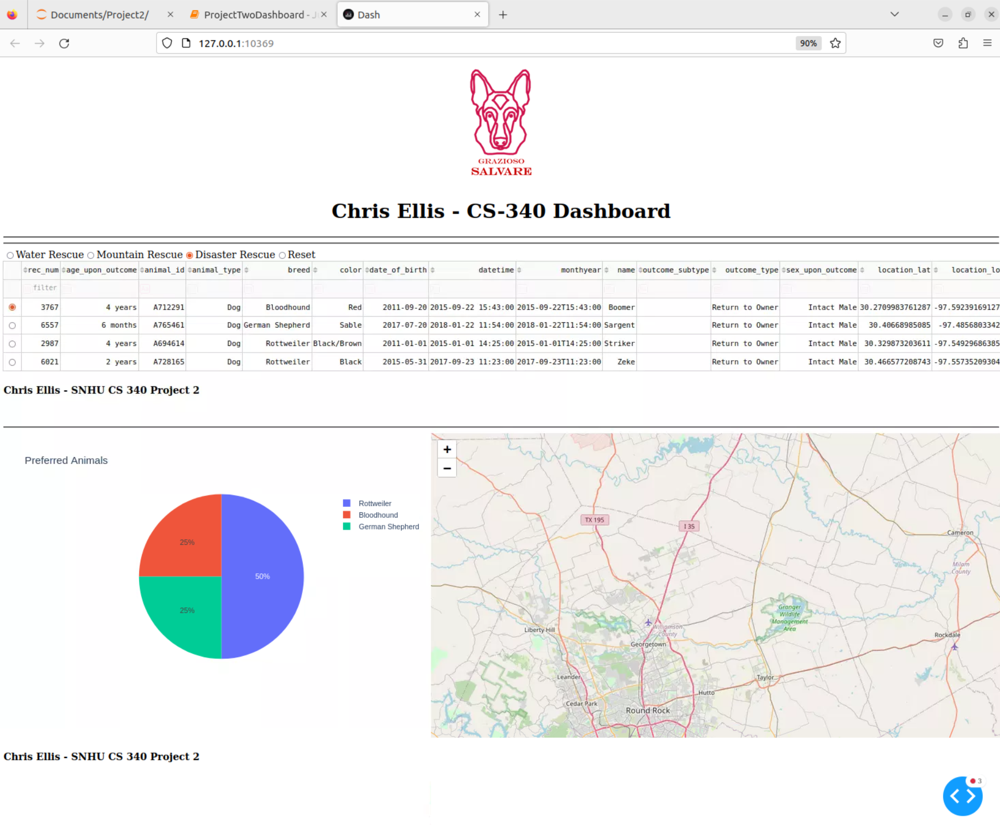 Documents/Project2/ ProjectTwoDashboard - J Dash
127.0.0.1:10369 90%
GRAZIOSO
SALVARE
Chris Ellis - CS-340 Dashboard
Water Rescue Mountain Rescue Disaster Rescue Reset
rec_num age_upon_outcome animal_id animal_type breed color date_of_birth datetime monthyear name outcome_subtype outcome_type sex_upon_outcome location_lat location_lo
filter
3767 4 years A712291 Dog Bloodhound Red 2011-09-20 2015-09-22 15:43:00 2015-09-22T15:43:00 Boomer Return to Owner Intact Male 30.2709983761287 -97.59239169127
6557 6 months A765461 Dog German Shepherd Sable 2017-07-20 2018-01-22 11:54:00 2018-01-22T11:54:00 Sargent Return to Owner Intact Male 30.40668985085 -97.4856803342
2987 4 years A694614 Dog Rottweiler Black/Brown 2011-01-01 2015-01-01 14:25:00 2015-01-01T14:25:00 Striker Return to Owner Intact Male 30.329873203611 -97.54929686385
6021 2 years A728165 Dog Rottweiler Black 2015-05-31 2017-09-23 11:23:00 2017-09-23T11:23:00 Zeke Return to Owner Intact Male 30.466577208743 -97.55735209304
Chris Ellis - SNHU CS 340 Project 2
Preferred Animals
Rottweiler
Bloodhound
German Shepherd
25%
50%
25%
+
−
TX 195
I 35
Cameron
Milam
County
Granger
Wildlife
Management
Area
Liberty Hill
Williamson
County
Georgetown
Rockdale
Leander
Taylor
Hutto
Cedar Park
Round Rock
Chris Ellis - SNHU CS 340 Project 2
3